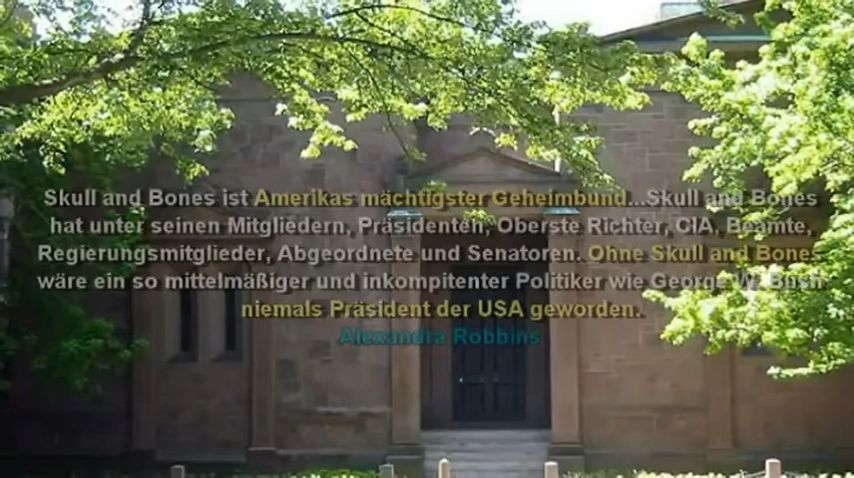 Skull and Bones ist Amerikas mächtigster Geheimbund...Skull and Bones
hat unter seinen Mitgliedern, Präsidenten, Oberste Richter, CIA, Beamte,
Regierungsmitglieder, Abgeordnete und Senatoren. Ohne Skull and Bones
wäre ein so mittelmäßiger und inkompitenter Politiker wie George W. Bush
niemals Präsident der USA geworden.
Alexandra Robbins